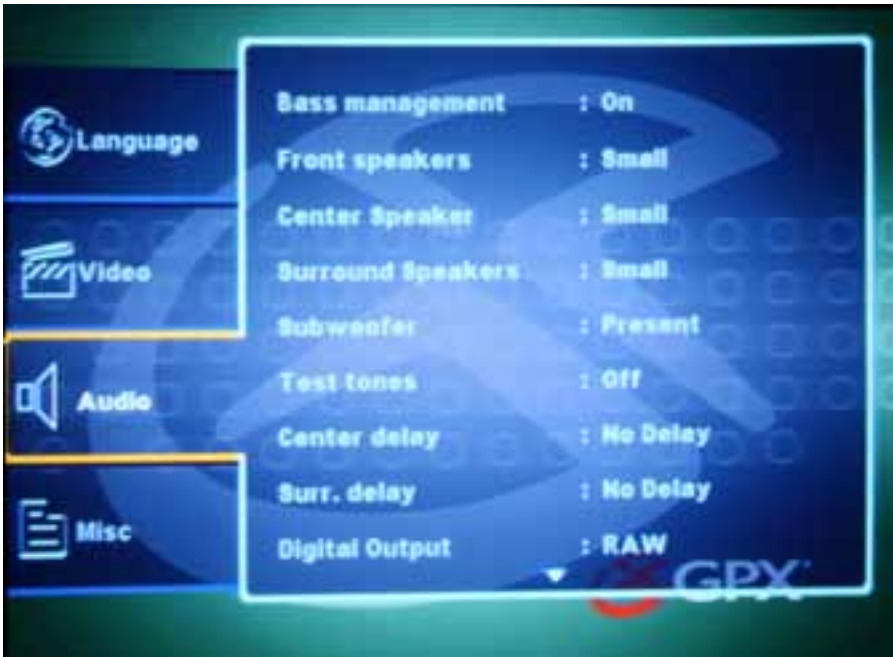 Language
Video
Audio
Misc
Bass management : On
Front speakers : Small
Center Speaker : Small
Surround Speakers : Small
Subwoofer : Present
Test tones : Off
Center delay : No Delay
Surr. delay : No Delay
Digital Output : RAW
GPX